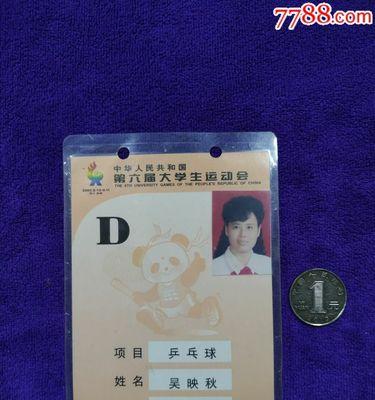 7788.com
中华人民共和国
第六届大学生运动会
THE 6TH UNIVERSITY GAMES OF THE PEOPLE'S REPUBLIC OF CHINA
D
项目 乒乓球
姓名 吴映秋
1元